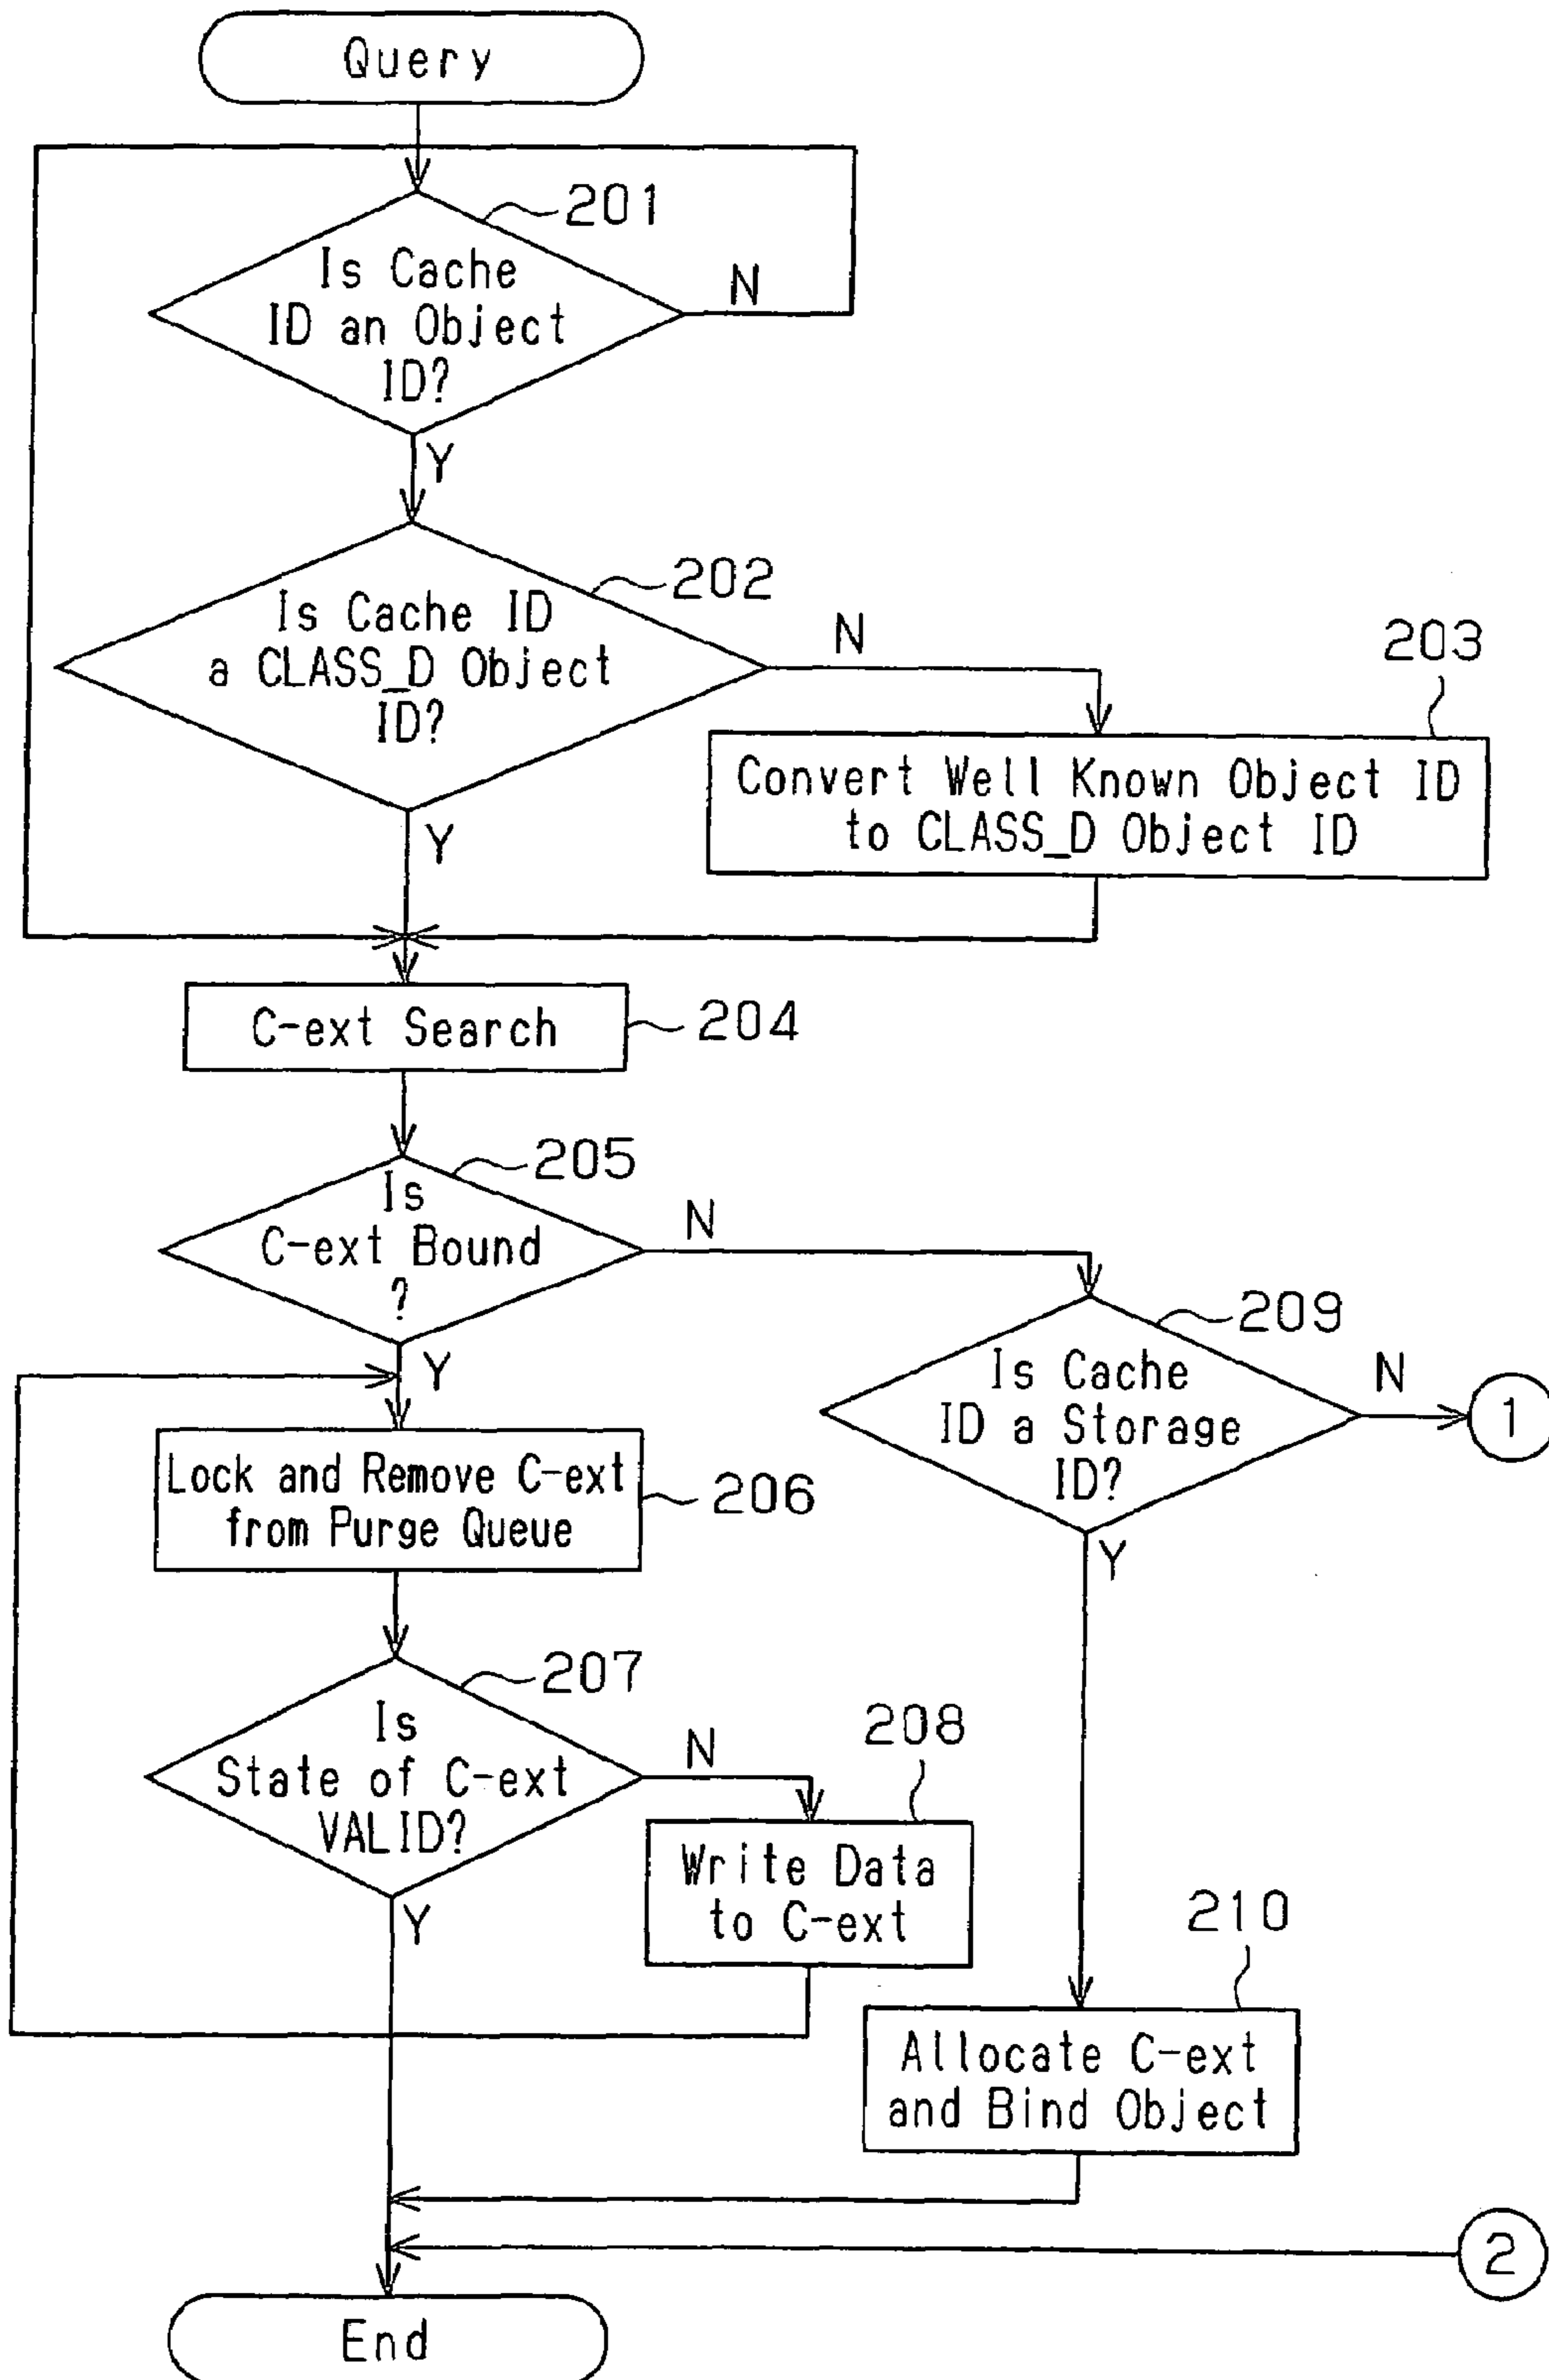 Query
201
Is Cache
ID an Object
ID?
N
Y
202
Is Cache ID
a CLASS_D Object
ID?
N
203
Convert Well Known Object ID
to CLASS_D Object ID
Y
C-ext Search
204
205
Is
C-ext Bound
?
N
Y
209
Is Cache
ID a Storage
ID?
N
1
Lock and Remove C-ext
from Purge Queue
206
Y
207
Is
State of C-ext
VALID?
N
208
Write Data
to C-ext
Y
210
Allocate C-ext
and Bind Object
2
End